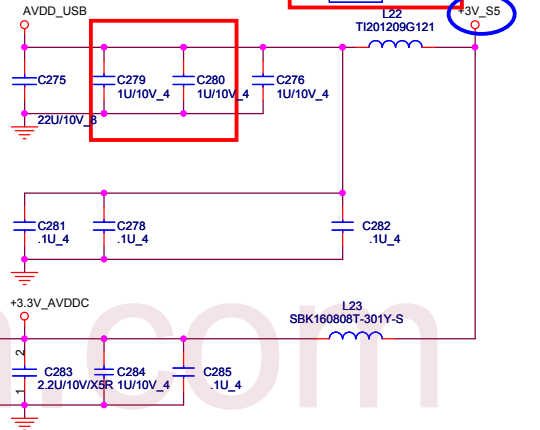 AVDD_USB
L22
TI201209G121
+3V_S5
C275
22U/10V_8
C279
1U/10V_4
C280
1U/10V_4
C276
1U/10V_4
C281
.1U_4
C278
.1U_4
C282
.1U_4
+3.3V_AVDDC
L23
SBK160808T-301Y-S
2
1
C283
2.2U/10V/X5R
C284
1U/10V_4
C285
.1U_4
.com